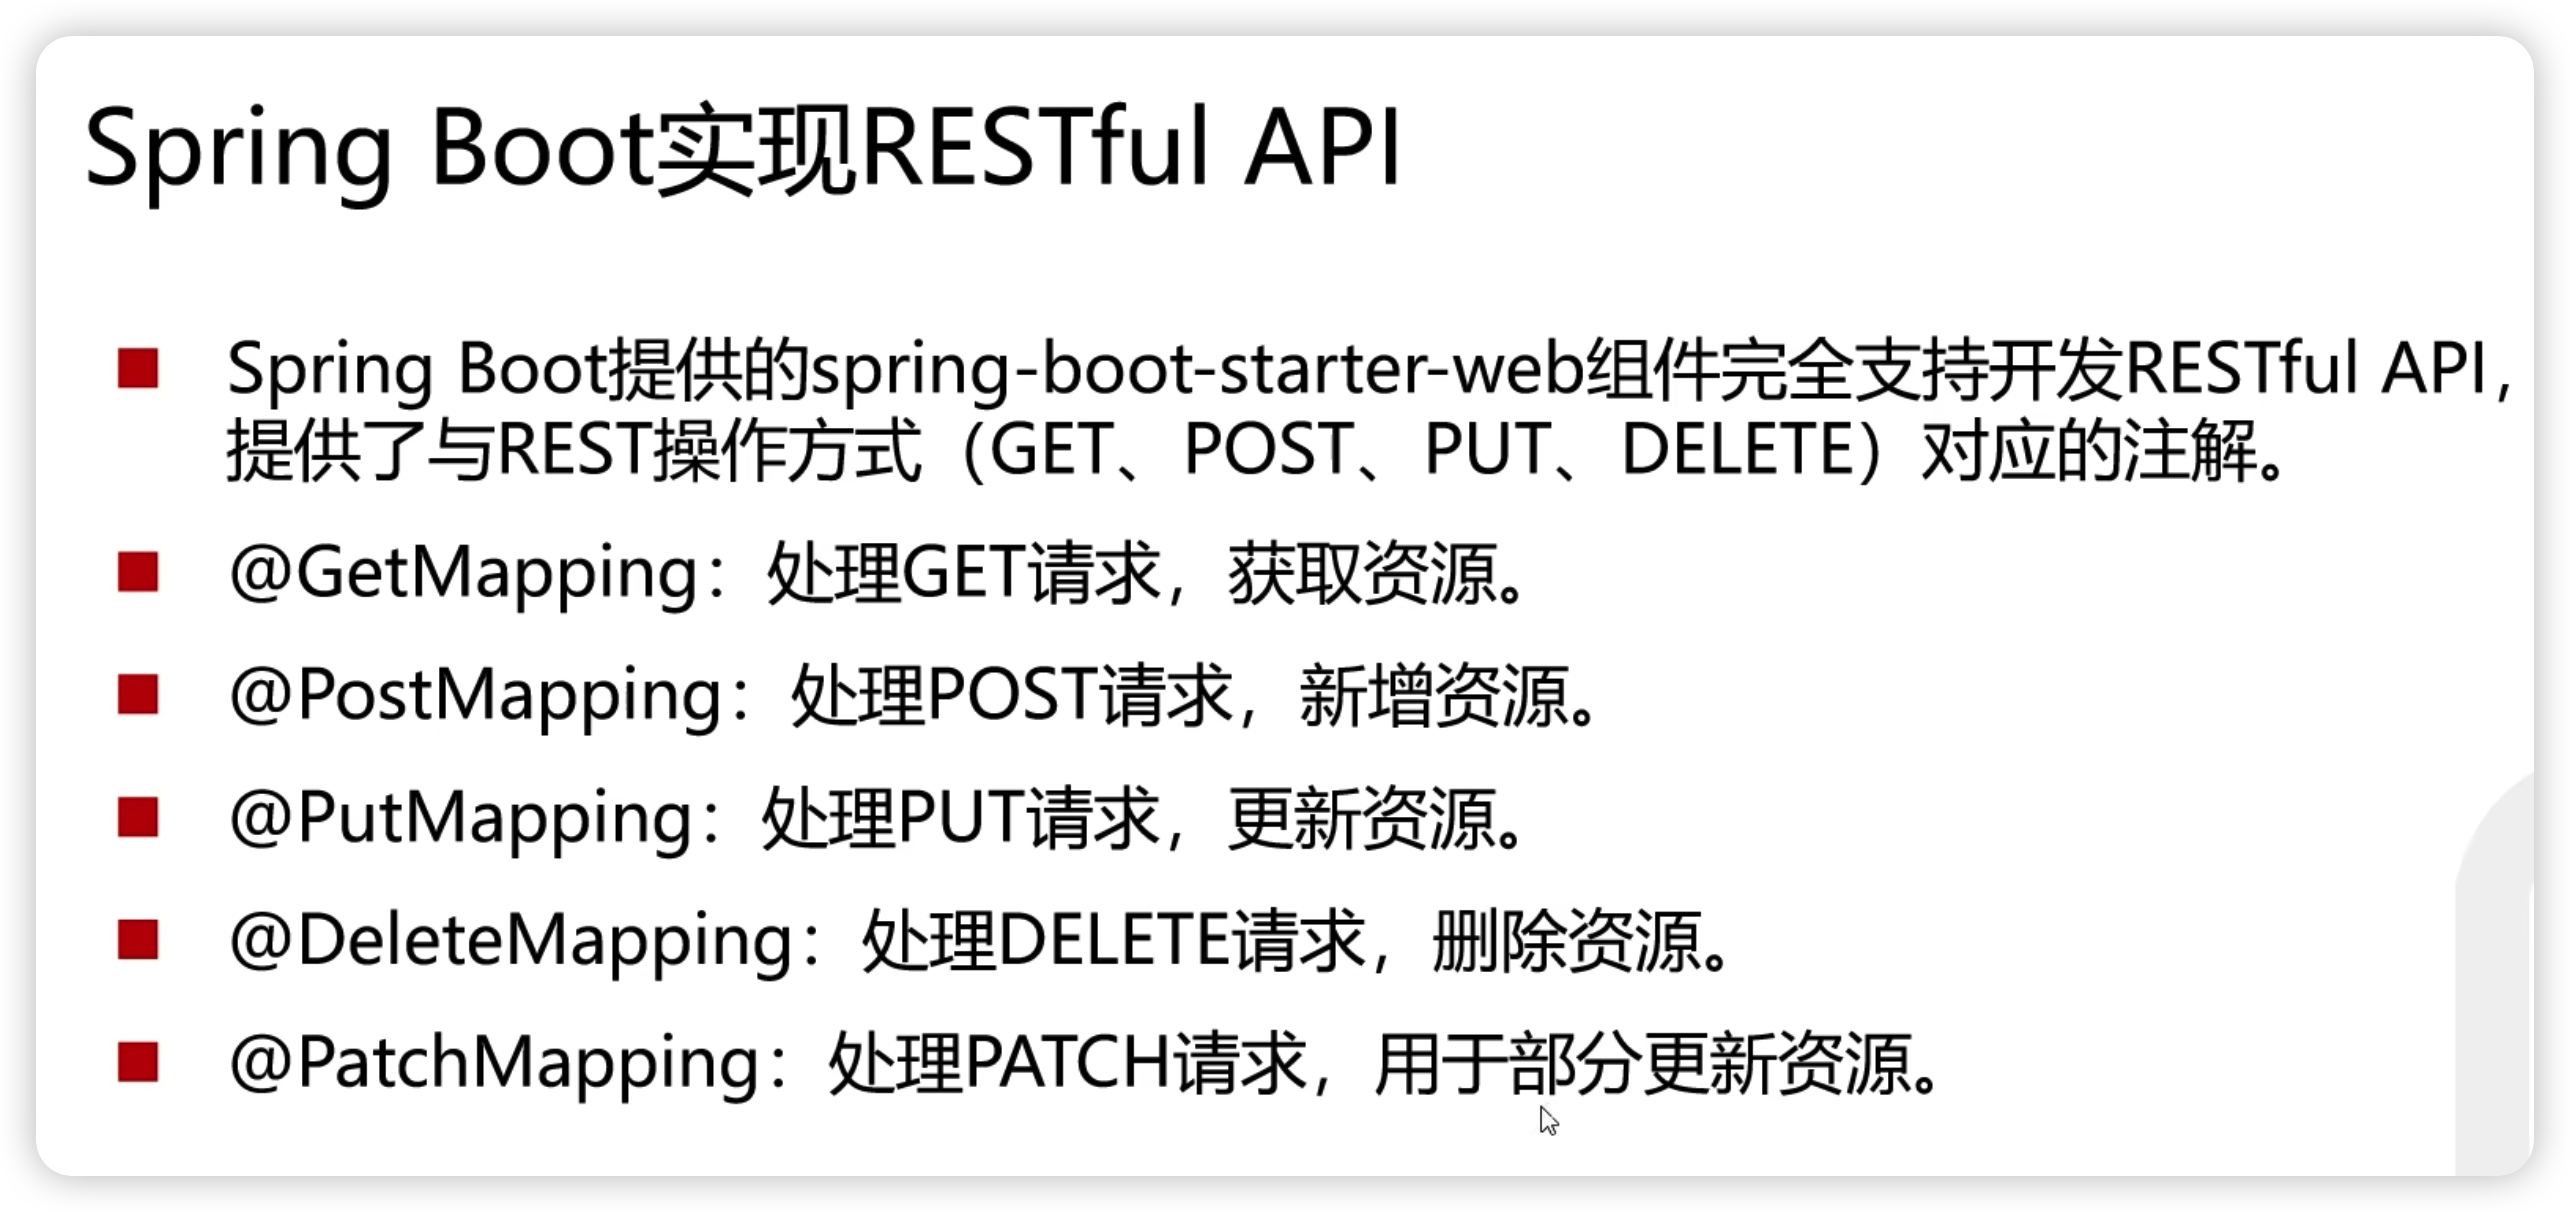 Spring Boot实现RESTful API
Spring Boot提供的spring-boot-starter-web组件完全支持开发RESTful API，
提供了与REST操作方式（GET、POST、PUT、DELETE）对应的注解。
@GetMapping：处理GET请求，获取资源。
@PostMapping：处理POST请求，新增资源。
@PutMapping：处理PUT请求，更新资源。
@DeleteMapping：处理DELETE请求，删除资源。
@PatchMapping：处理PATCH请求，用于部分更新资源。